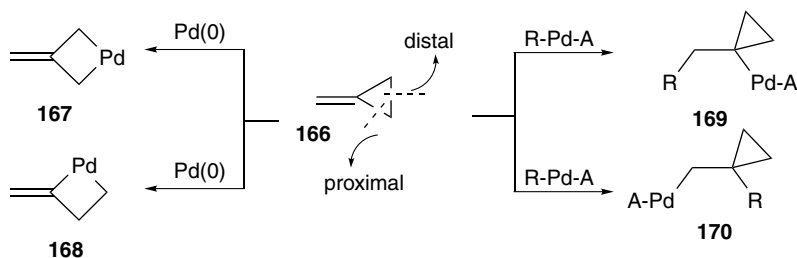 Pd(0)
Pd
167
Pd(0)
Pd
168
distal
166
proximal
R-Pd-A
R
Pd-A
169
R-Pd-A
A-Pd
R
170